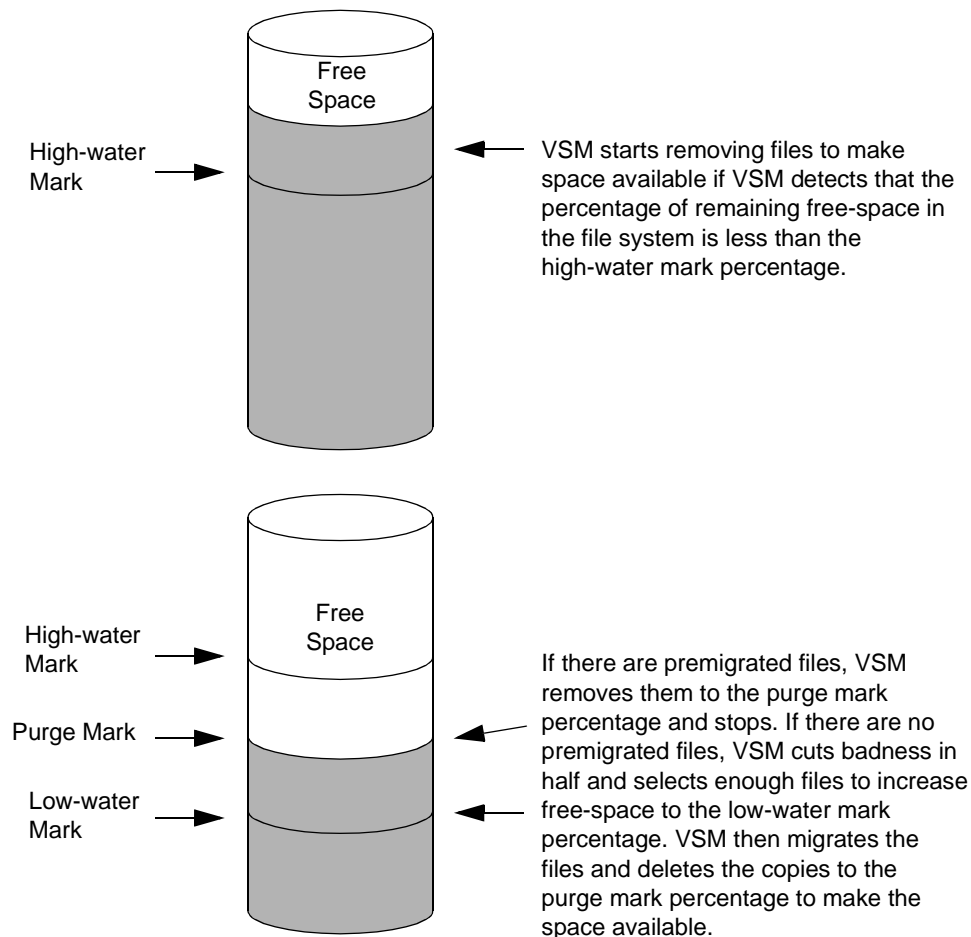 Free
Space
High-water
Mark
VSM starts removing files to make
space available if VSM detects that the
percentage of remaining free-space in
the file system is less than the
high-water mark percentage.
Free
Space
High-water
Mark
Purge Mark
Low-water
Mark
If there are premigrated files, VSM
removes them to the purge mark
percentage and stops. If there are no
premigrated files, VSM cuts badness in
half and selects enough files to increase
free-space to the low-water mark
percentage. VSM then migrates the
files and deletes the copies to the
purge mark percentage to make the
space available.